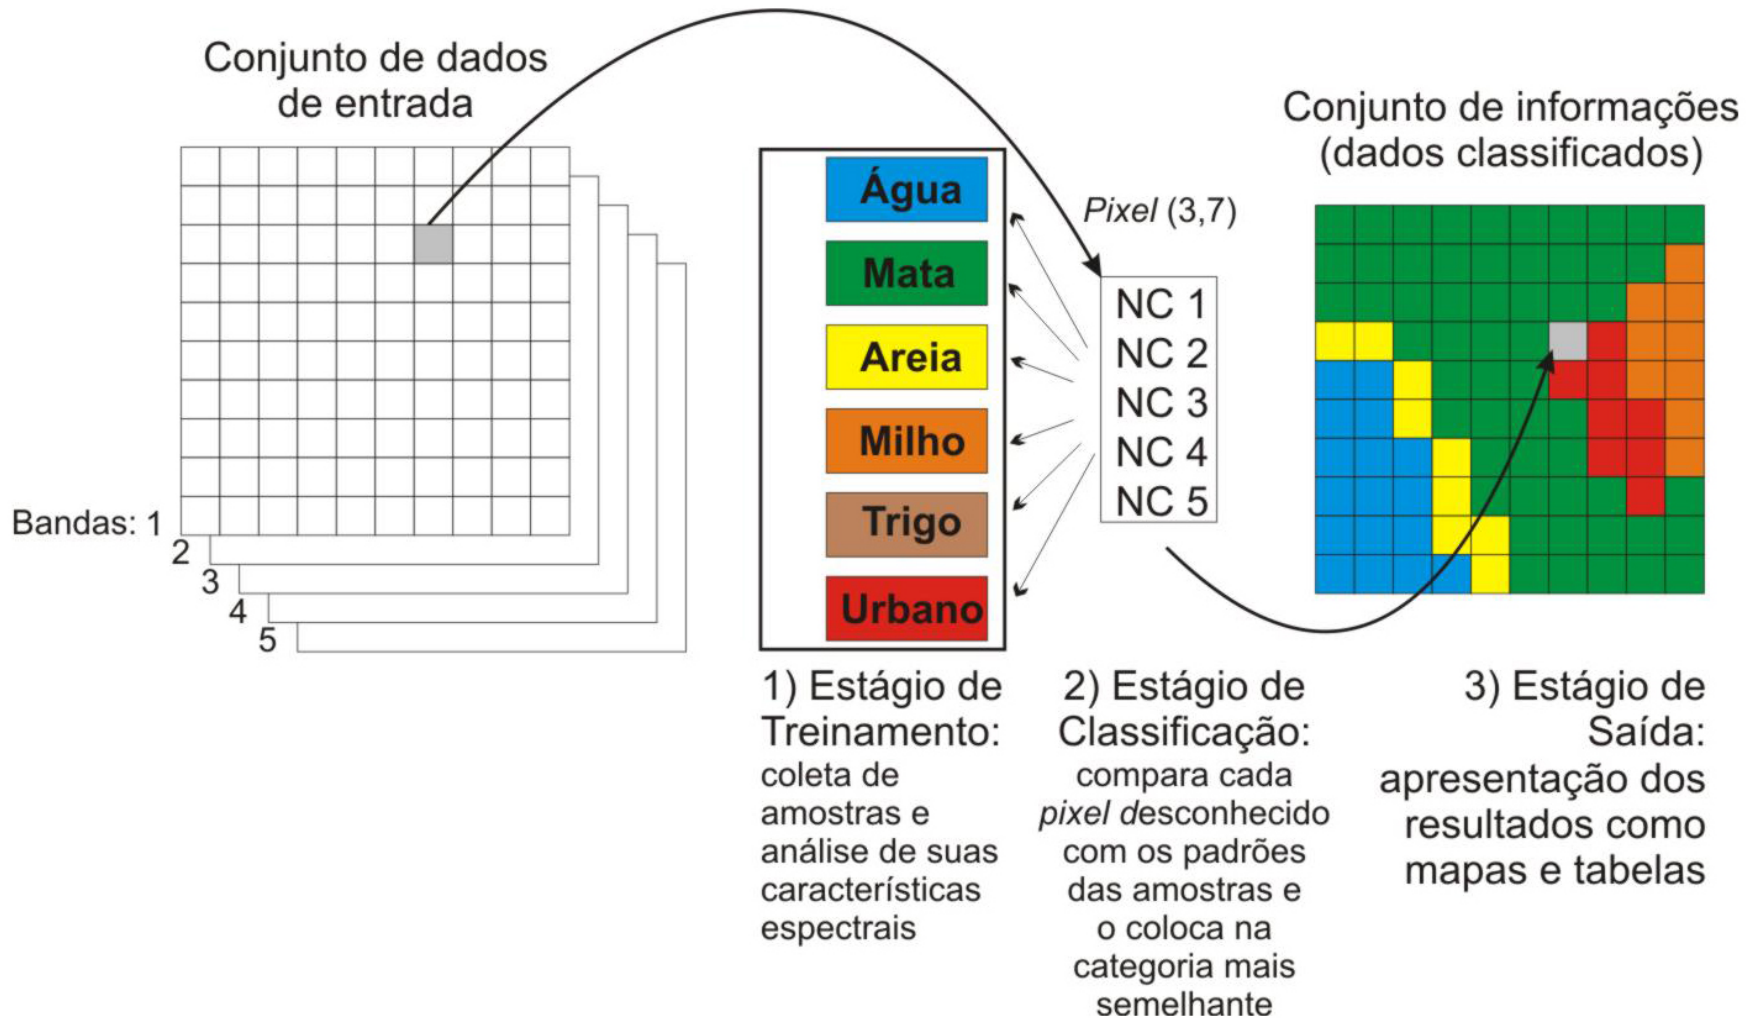 Conjunto de dados
de entrada
Bandas: 1
2
3
4
5
Água
Mata
Areia
Milho
Trigo
Urbano
Pixel (3,7)
NC 1
NC 2
NC 3
NC 4
NC 5
Conjunto de informações
(dados classificados)
1) Estágio de
Treinamento:
coleta de
amostras e
análise de suas
características
espectrais
2) Estágio de
Classificação:
compara cada
pixel desconhecido
com os padrões
das amostras e
o coloca na
categoria mais
semelhante
3) Estágio de
Saída:
apresentação dos
resultados como
mapas e tabelas